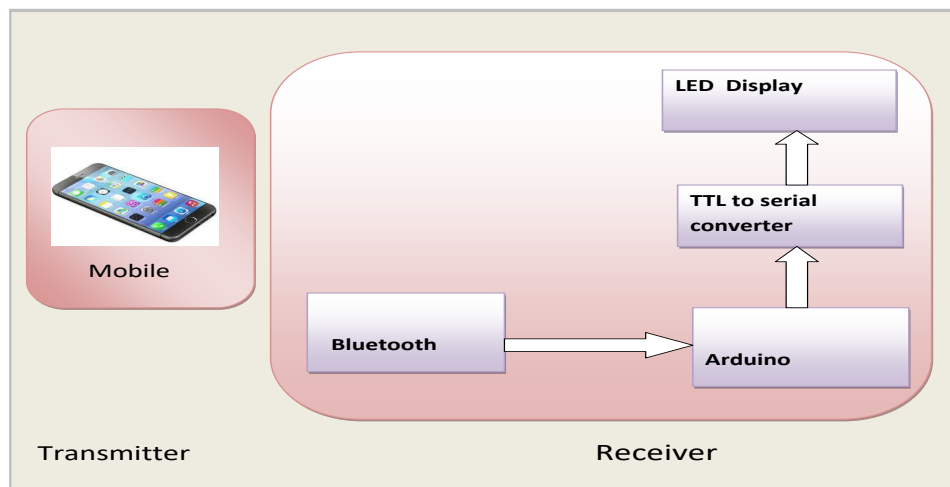 LED  Display
TTL to serial
converter
Mobile
Bluetooth
Arduino
Transmitter
Receiver